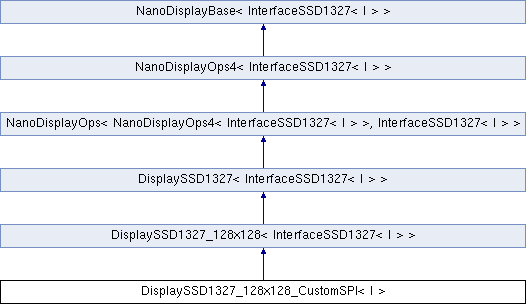 NanoDisplayBase< InterfaceSSD1327< I > >
NanoDisplayOps4< InterfaceSSD1327< I > >
NanoDisplayOps< NanoDisplayOps4< InterfaceSSD1327< I > >, InterfaceSSD1327< I > >
DisplaySSD1327< InterfaceSSD1327< I > >
DisplaySSD1327_128x128< InterfaceSSD1327< I > >
DisplaySSD1327_128x128_CustomSPI< I >